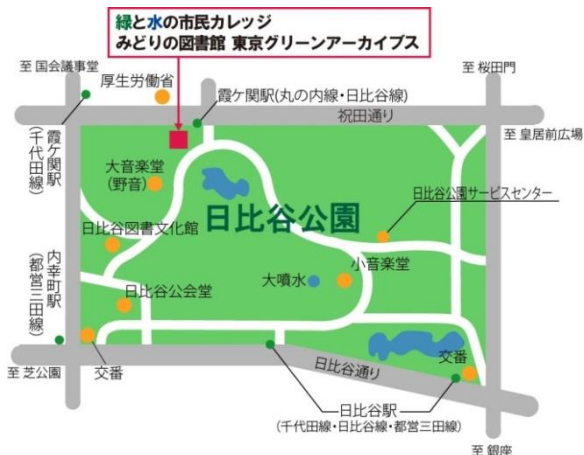 緑と水の市民カレッジ
みどりの図書館 東京グリーンアーカイブス
至 国会議事堂
厚生労働省
至 桜田門
霞ケ関駅(丸の内線・日比谷線)
祝田通り
至 皇居前広場
霞ケ関駅
(千代田線)
大音楽堂
(野音)
日比谷公園サービスセンター
日比谷公園
日比谷図書文化館
小音楽堂
大噴水
内幸町駅
(都営三田線)
日比谷公会堂
交番
至 芝公園
交番
日比谷通り
日比谷駅
(千代田線・日比谷線・都営三田線)
至 銀座